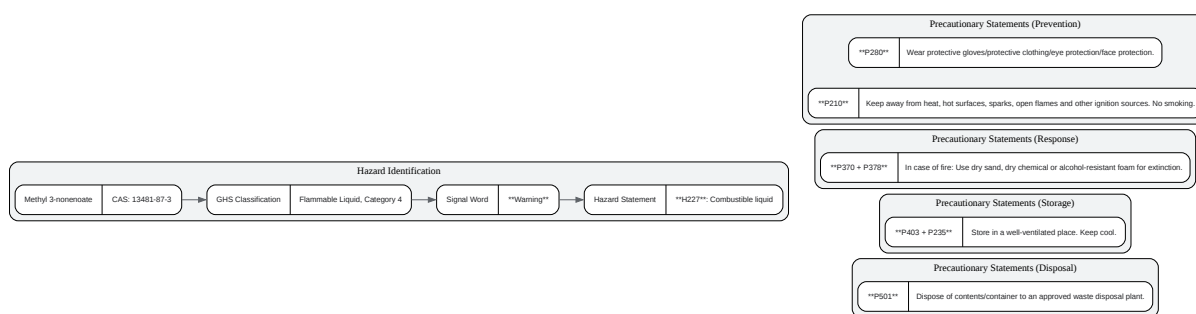 Hazard Identification
Methyl 3-nonenoate CAS: 13481-87-3
GHS Classification Flammable Liquid, Category 4
Signal Word **Warning**
Hazard Statement **H227**: Combustible liquid
Precautionary Statements (Prevention)
**P280** Wear protective gloves/protective clothing/eye protection/face protection.
**P210** Keep away from heat, hot surfaces, sparks, open flames and other ignition sources. No smoking.
Precautionary Statements (Response)
**P370 + P378** In case of fire: Use dry sand, dry chemical or alcohol-resistant foam for extinction.
Precautionary Statements (Storage)
**P403 + P235** Store in a well-ventilated place. Keep cool.
Precautionary Statements (Disposal)
**P501** Dispose of contents/container to an approved waste disposal plant.